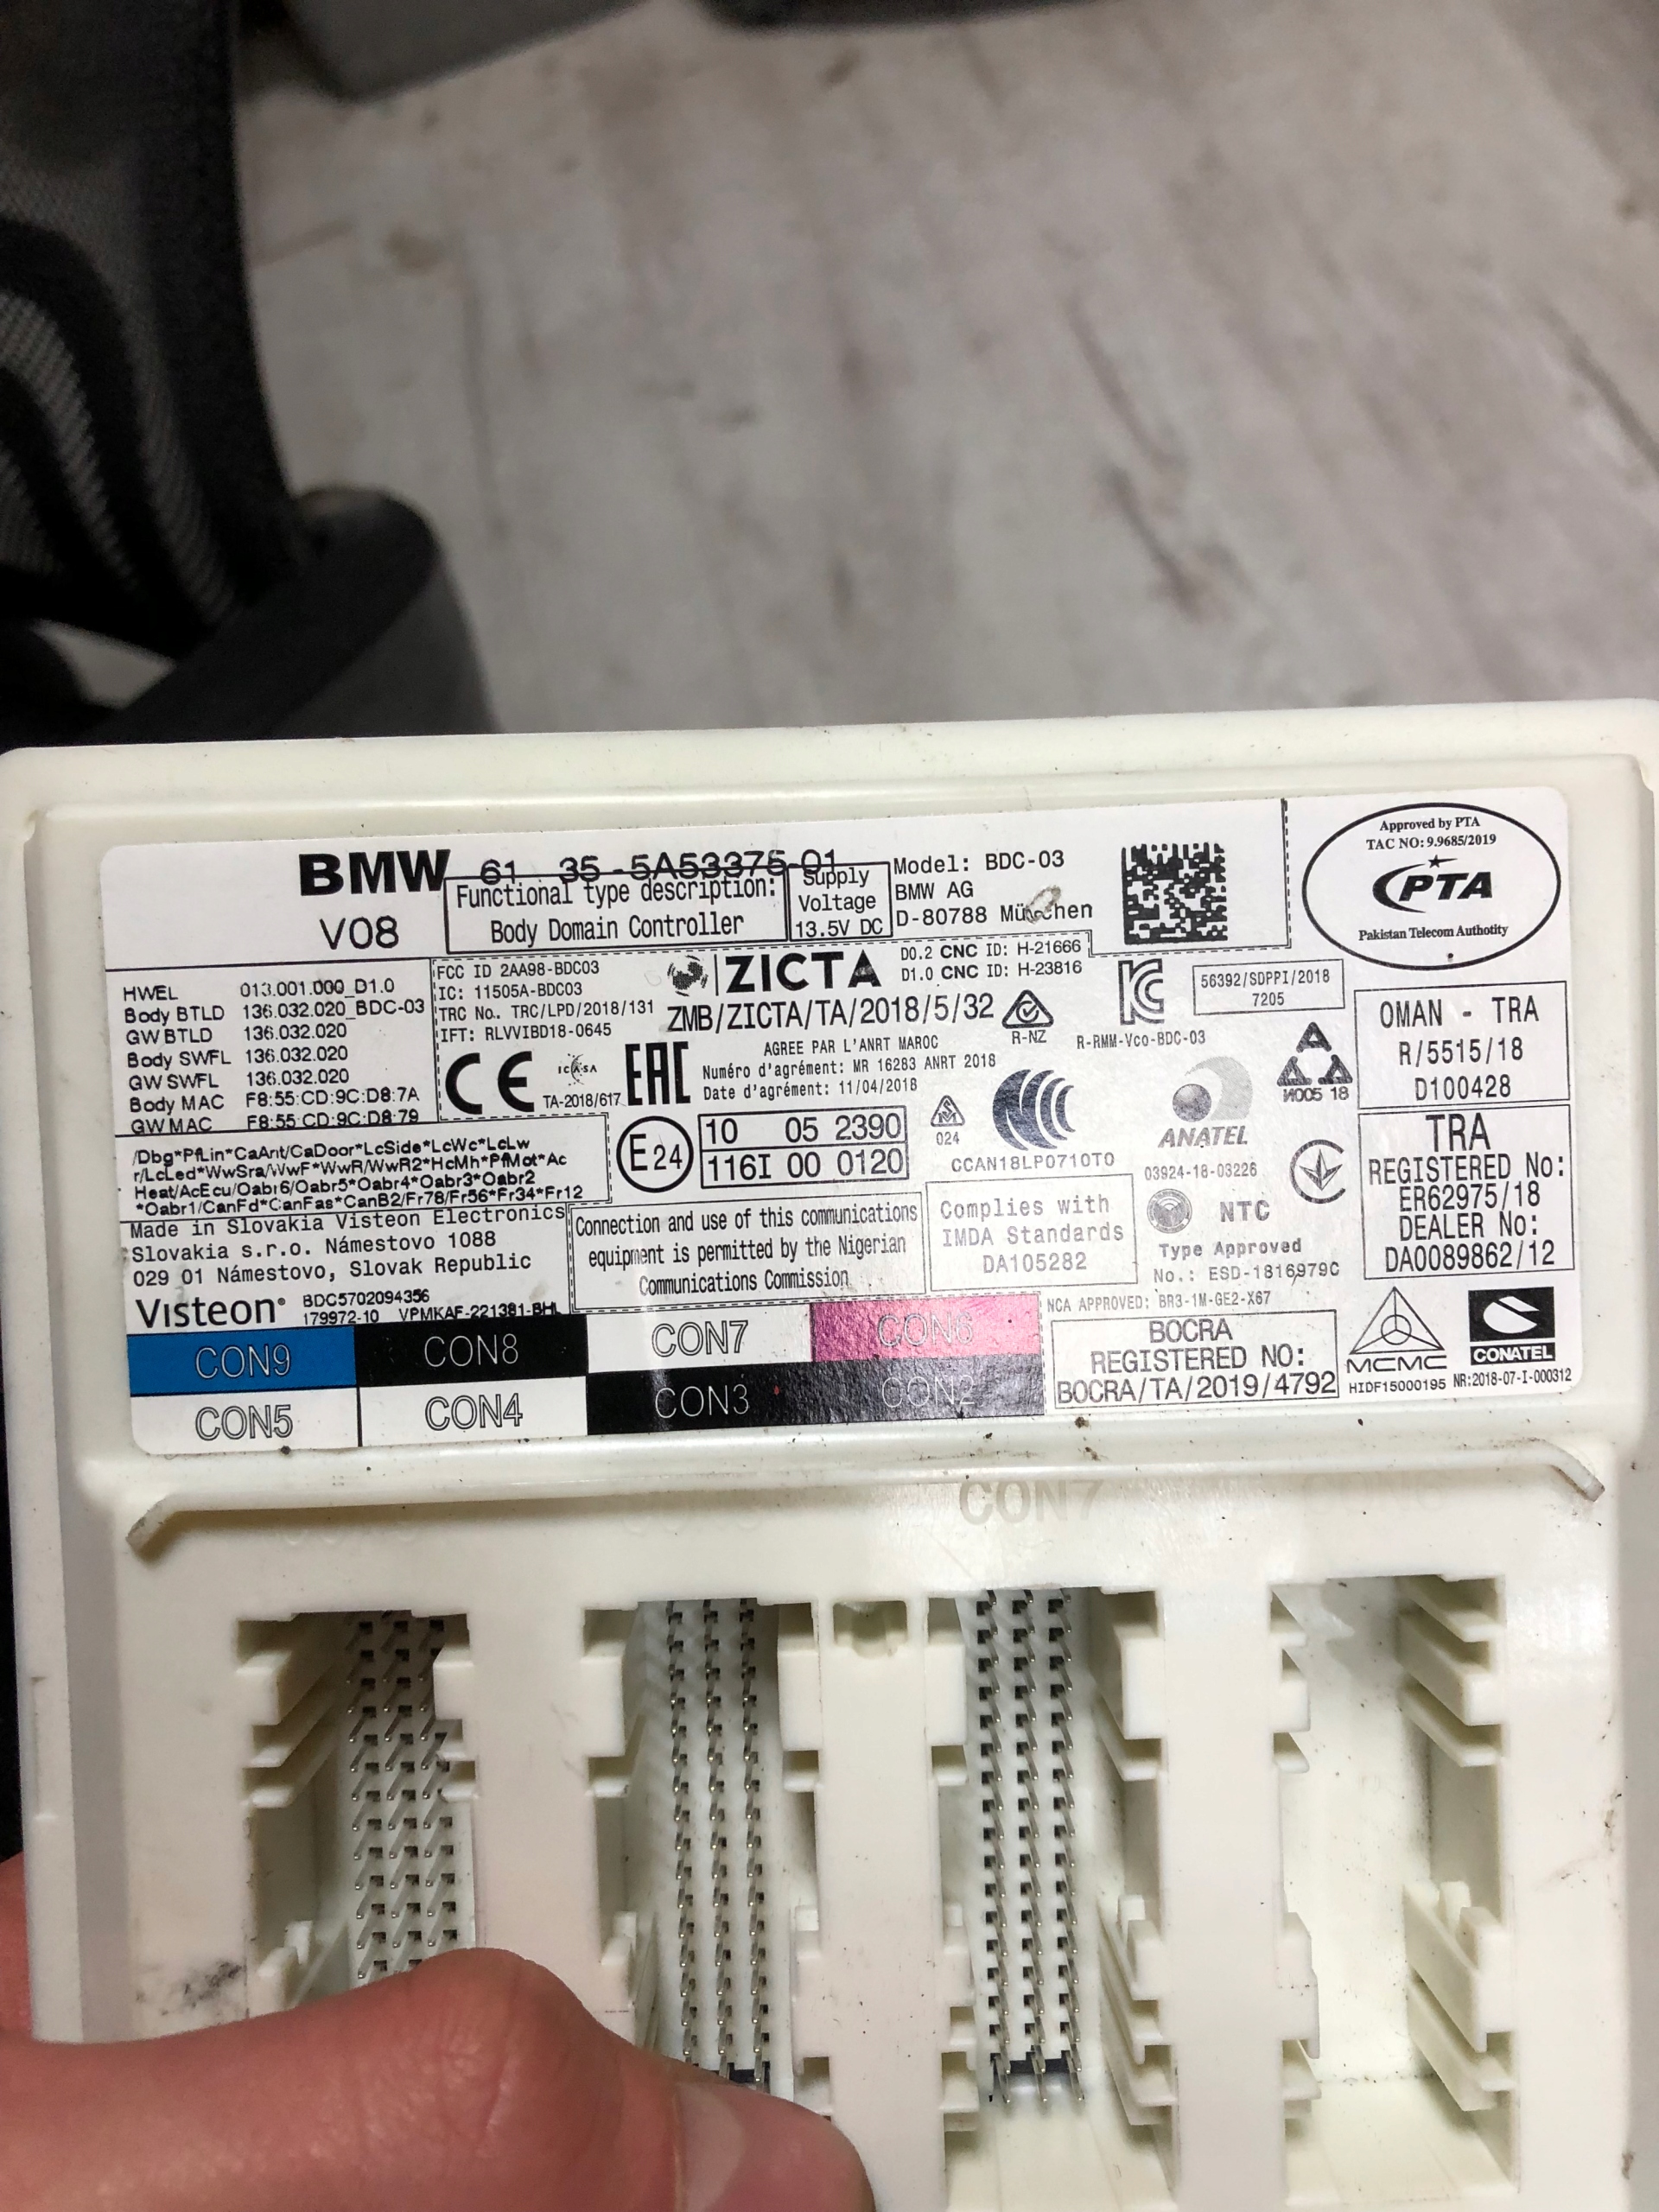 BMW 61 35 -5A53375-01
V08
Functional type description:
Body Domain Controller
Supply
Voltage
13.5V DC
Model: BDC-03
BMW AG
D-80788 München
Approved by PTA
TAC NO: 9.9685/2019
PTA
Pakistan Telecom Authotity
HWEL 013.001.000_D1.0
Body BTLD 136.032.020_BDC-03
GW BTLD 136.032.020
Body SWFL 136.032.020
GW SWFL 136.032.020
Body MAC F8:55:CD:9C:D8:7A
GW MAC F8:55:CD:9C:D8:79
FCC ID 2AA98-BDC03
IC: 11505A-BDC03
TRC No. TRC/LPD/2018/131
IFT: RLVVIBD18-0645
ZICTA
ZMB/ZICTA/TA/2018/5/32
D0.2 CNC ID: H-21666
D1.0 CNC ID: H-23816
R-NZ
KC
R-RMM-Vco-BDC-03
56392/SDPPI/2018
7205
OMAN - TRA
R/5515/18
D100428
CE
ICASA
TA-2018/617
EAC
AGREE PAR L'ANRT MAROC
Numéro d'agrément: MR 16283 ANRT 2018
Date d'agrément: 11/04/2018
И005 18
E24
10 05 2390
116I 00 0120
024
CCAN18LP0710T0
ANATEL
03924-18-03226
TRA
REGISTERED No:
ER62975/18
DEALER No:
DA0089862/12
/Dbg*PfLin*CaAnt/CaDoor*LcSide*LcWc*LcLw
r/LcLed*WwSra/WwF*WwR/WwR2*HcMh*PfMot*Ac
Heat/AcEcu/Oabr6/Oabr5*Oabr4*Oabr3*Oabr2
*Oabr1/CanFd*CanFas*CanB2/Fr78/Fr56*Fr34*Fr12
Made in Slovakia Visteon Electronics
Slovakia s.r.o. Námestovo 1088
029 01 Námestovo, Slovak Republic
Visteon
BDC5702094356
179972-10 VPMKAF-221381-BHL
Connection and use of this communications
equipment is permitted by the Nigerian
Communications Commission
Complies with
IMDA Standards
DA105282
NTC
Type Approved
No.: ESD-1816979C
NCA APPROVED: BR3-1M-GE2-X67
BOCRA
REGISTERED NO:
BOCRA/TA/2019/4792
MCMC
HIDF15000195
CONATEL
NR:2018-07-I-000312
CON9 CON8 CON7 CON6
CON5 CON4 CON3 CON2
CON7